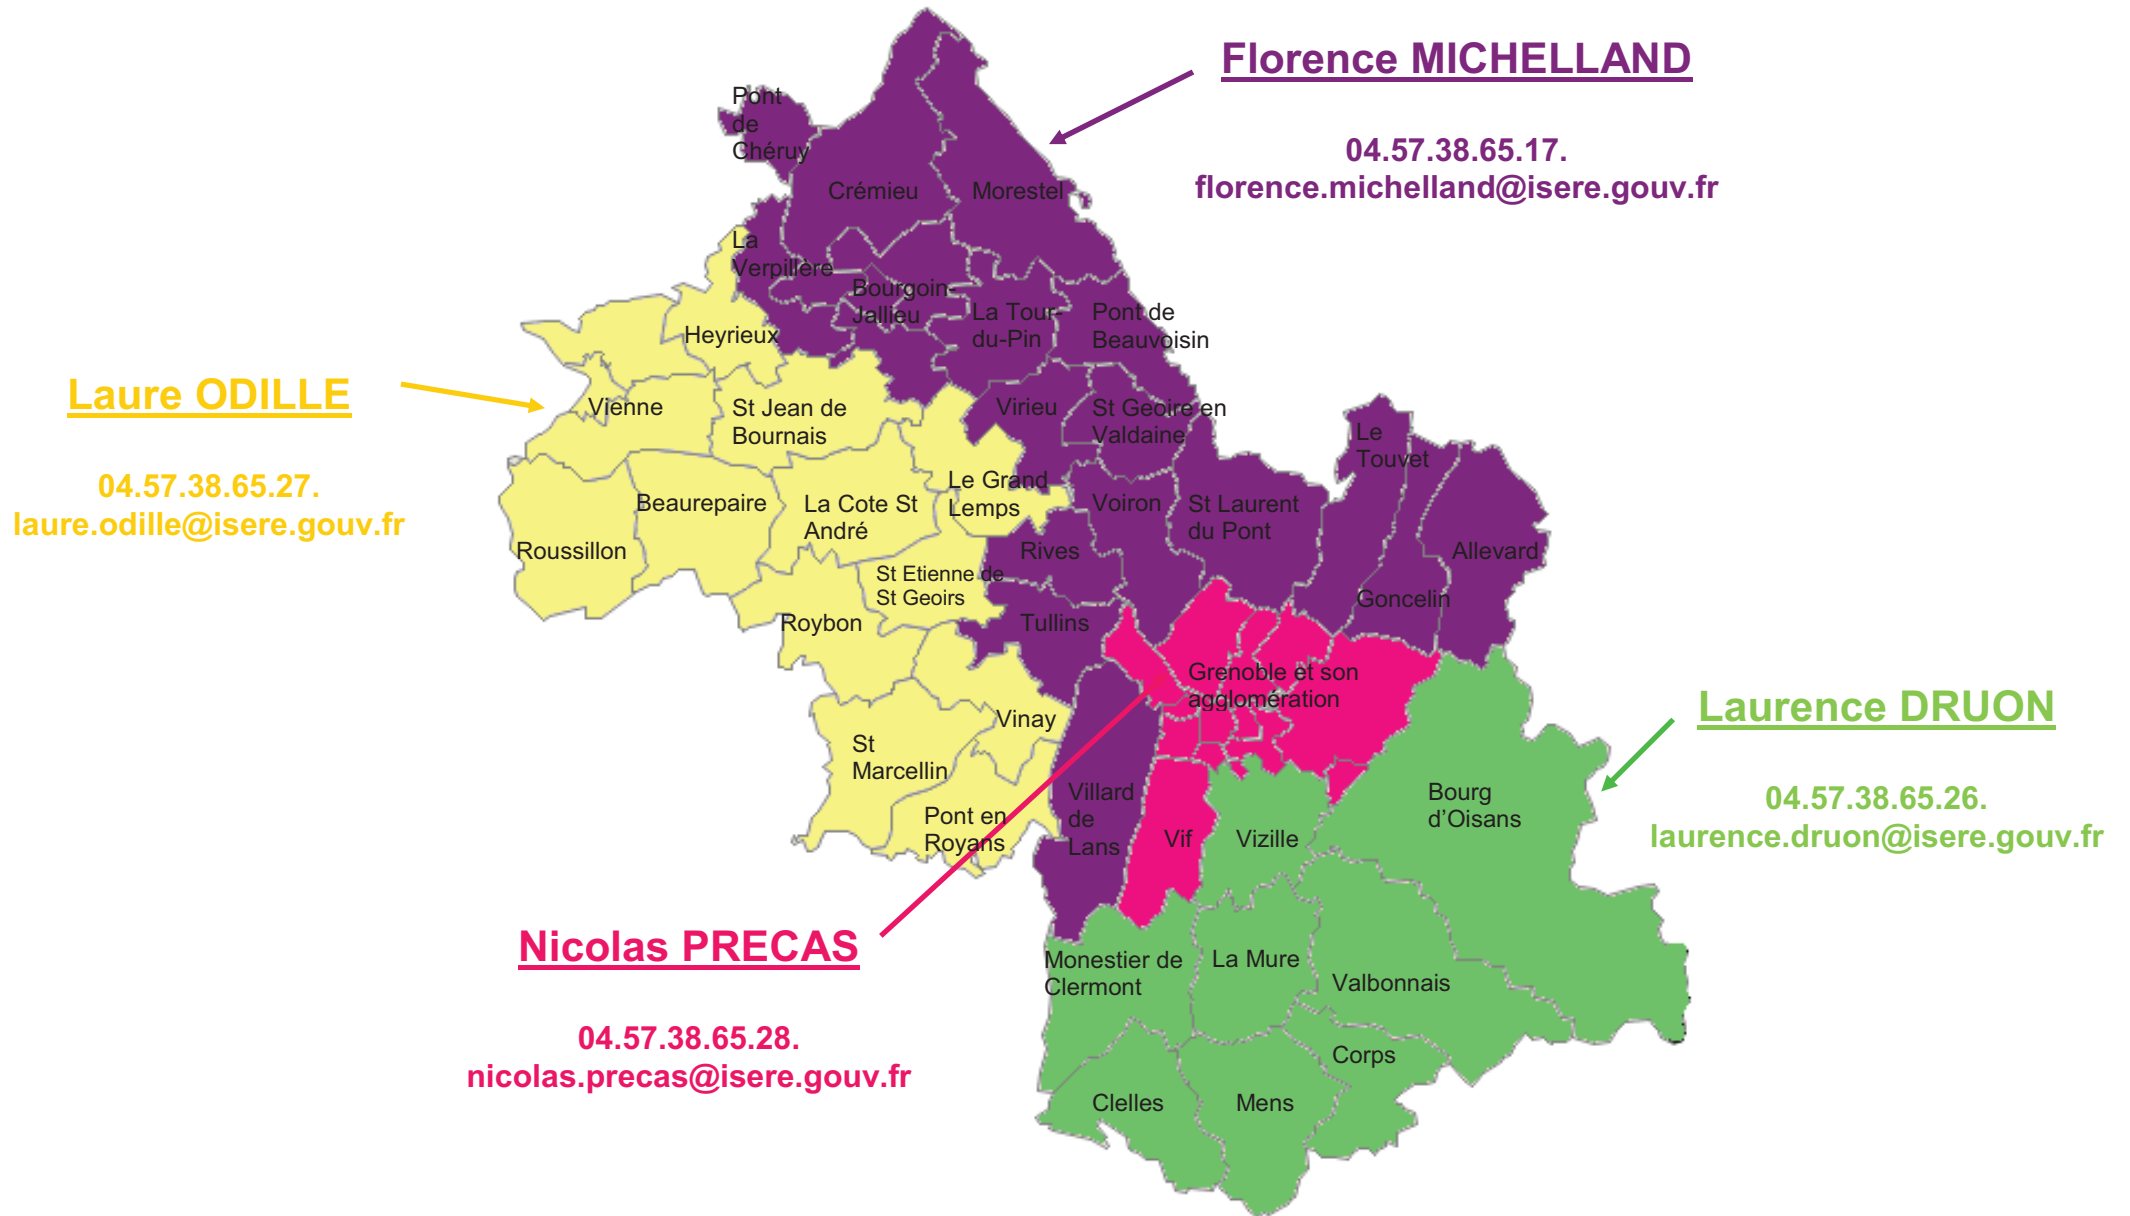 Florence MICHELLAND
04.57.38.65.17.
florence.michelland@isere.gouv.fr
Pont
de
Chéruy
Crémieu
Morestel
La
Verpillère
Bourgoin-
Jallieu
La Tour-
du-Pin
Pont de
Beauvoisin
Heyrieux
Laure ODILLE
04.57.38.65.27.
laure.odille@isere.gouv.fr
Vienne
St Jean de
Bournais
Virieu
St Geoire en
Valdaine
Le
Touvet
Roussillon
Beaurepaire
La Cote St
André
Le Grand
Lemps
Voiron
St Laurent
du Pont
Rives
Allevard
St Etienne de
St Geoirs
Goncelin
Roybon
Tullins
Grenoble et son
agglomération
Vinay
St
Marcellin
Pont en
Royans
Villard
de
Lans
Vif
Vizille
Bourg
d’Oisans
Laurence DRUON
04.57.38.65.26.
laurence.druon@isere.gouv.fr
Nicolas PRECAS
04.57.38.65.28.
nicolas.precas@isere.gouv.fr
Monestier de
Clermont
La Mure
Valbonnais
Corps
Clelles
Mens